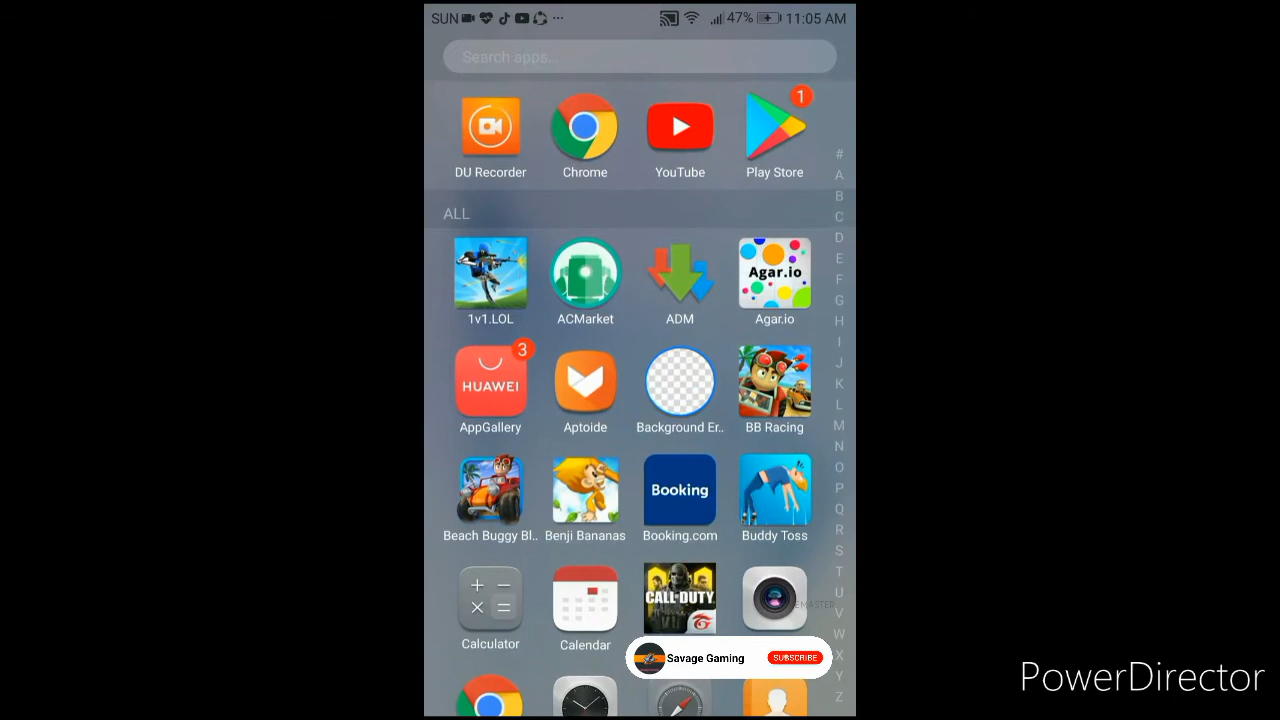 SUN 47% 11:05 AM
Search apps...
1
DU Recorder Chrome YouTube Play Store
ALL
#
A
B
C
D
E
F
G
H
I
J
K
L
M
N
O
P
Q
R
S
T
U
V
W
X
Y
Z
Agar.io
1v1.LOL ACMarket ADM Agar.io
3
HUAWEI
AppGallery Aptoide Background Er.. BB Racing
Booking
Beach Buggy Bl.. Benji Bananas Booking.com Buddy Toss
CALL OF DUTY
Calculator Calendar
Savage Gaming SUBSCRIBE
PowerDirector